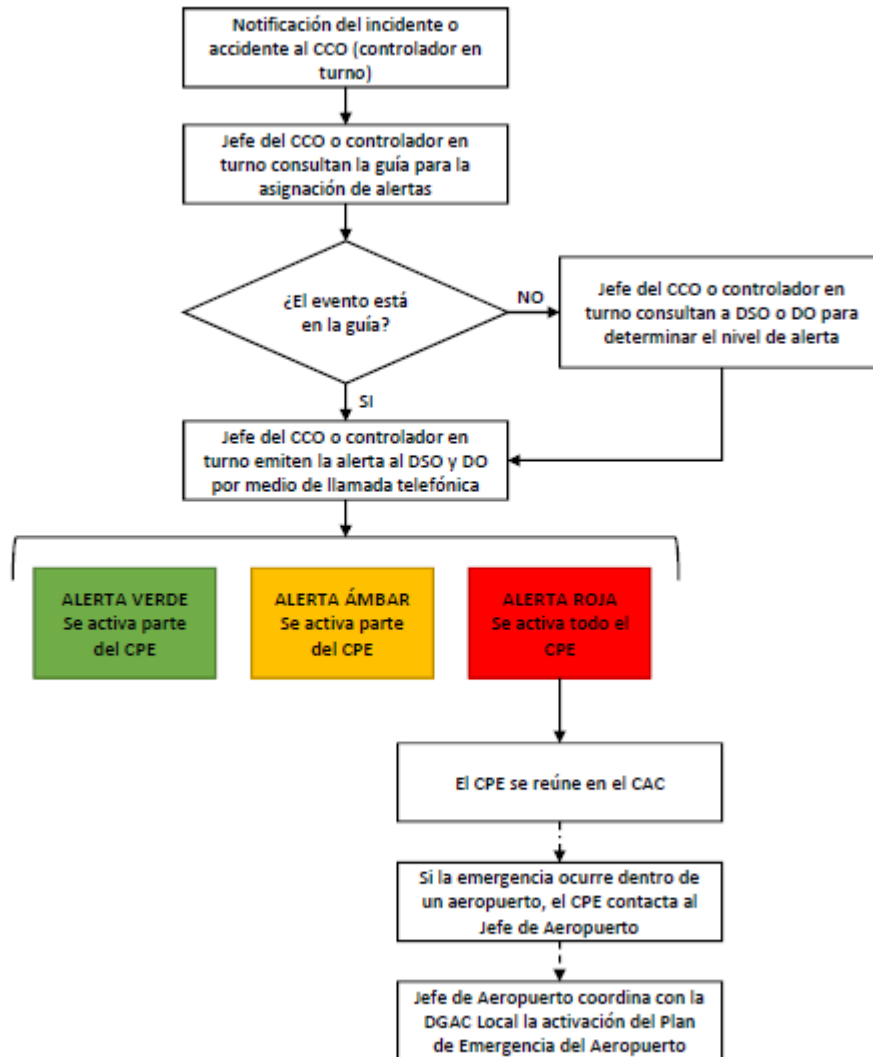 Notificación del incidente o
accidente al CCO (controlador en
turno)
Jefe del CCO o controlador en
turno consultan la guía para la
asignación de alertas
¿El evento está
en la guía?
NO
Jefe del CCO o controlador en
turno consultan a DSO o DO para
determinar el nivel de alerta
SI
Jefe del CCO o controlador en
turno emiten la alerta al DSO y DO
por medio de llamada telefónica
ALERTA VERDE
Se activa parte
del CPE
ALERTA ÁMBAR
Se activa parte
del CPE
ALERTA ROJA
Se activa todo el
CPE
El CPE se reúne en el CAC
Si la emergencia ocurre dentro de
un aeropuerto, el CPE contacta al
Jefe de Aeropuerto
Jefe de Aeropuerto coordina con la
DGAC Local la activación del Plan
de Emergencia del Aeropuerto